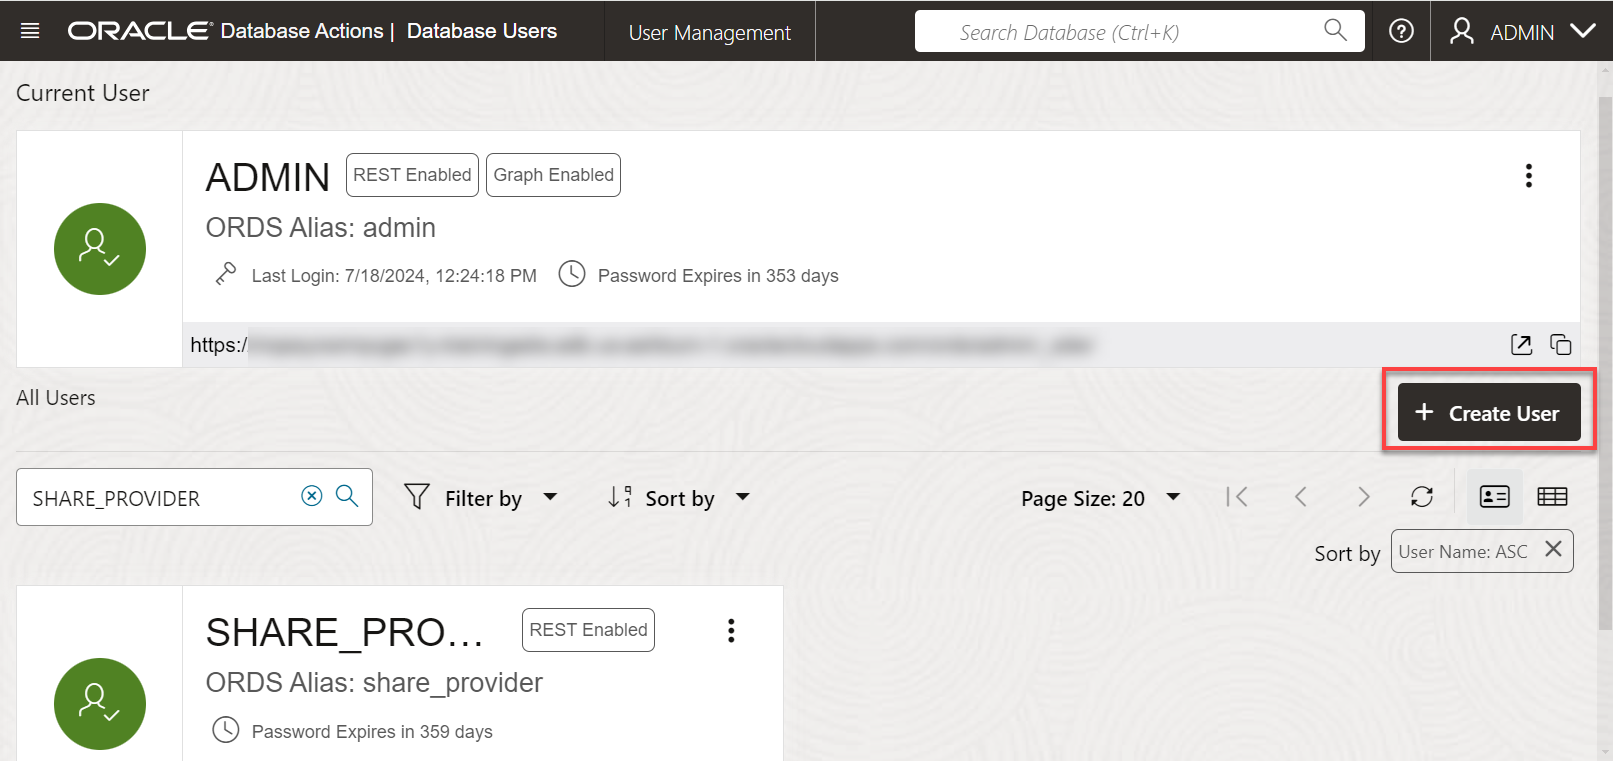 ORACLE Database Actions | Database Users User Management Search Database (Ctrl+K) ADMIN
Current User
ADMIN REST Enabled Graph Enabled
ORDS Alias: admin
Last Login: 7/18/2024, 12:24:18 PM Password Expires in 353 days
https:/
All Users
+ Create User
SHARE_PROVIDER Filter by Sort by Page Size: 20
Sort by User Name: ASC
SHARE_PRO... REST Enabled
ORDS Alias: share_provider
Password Expires in 359 days